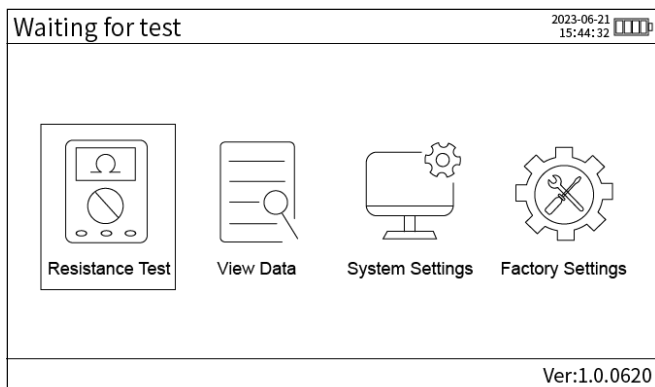 Waiting for test
2023-06-21
15:44:32
Ω
Resistance Test
View Data
System Settings
Factory Settings
Ver:1.0.0620